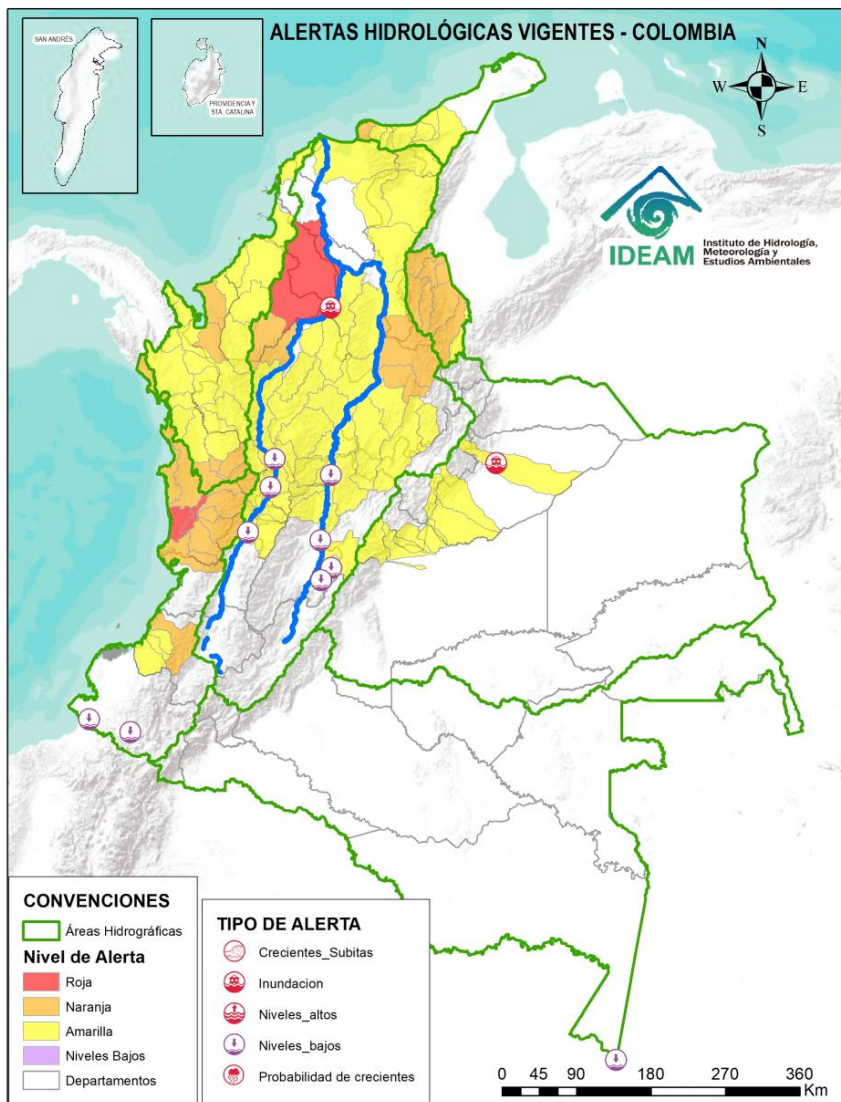 ALERTAS HIDROLÓGICAS VIGENTES - COLOMBIA
SAN ANDRÉS
PROVIDENCIA Y
STA. CATALINA
N
W
E
S
IDEAM
Instituto de Hidrología,
Meteorología y
Estudios Ambientales
CONVENCIONES
Áreas Hidrográficas
Nivel de Alerta
Roja
Naranja
Amarilla
Niveles Bajos
Departamentos
TIPO DE ALERTA
Crecientes_Subitas
Inundacion
Niveles_altos
Niveles_bajos
Probabilidad de crecientes
0 45 90 180 270 360
Km